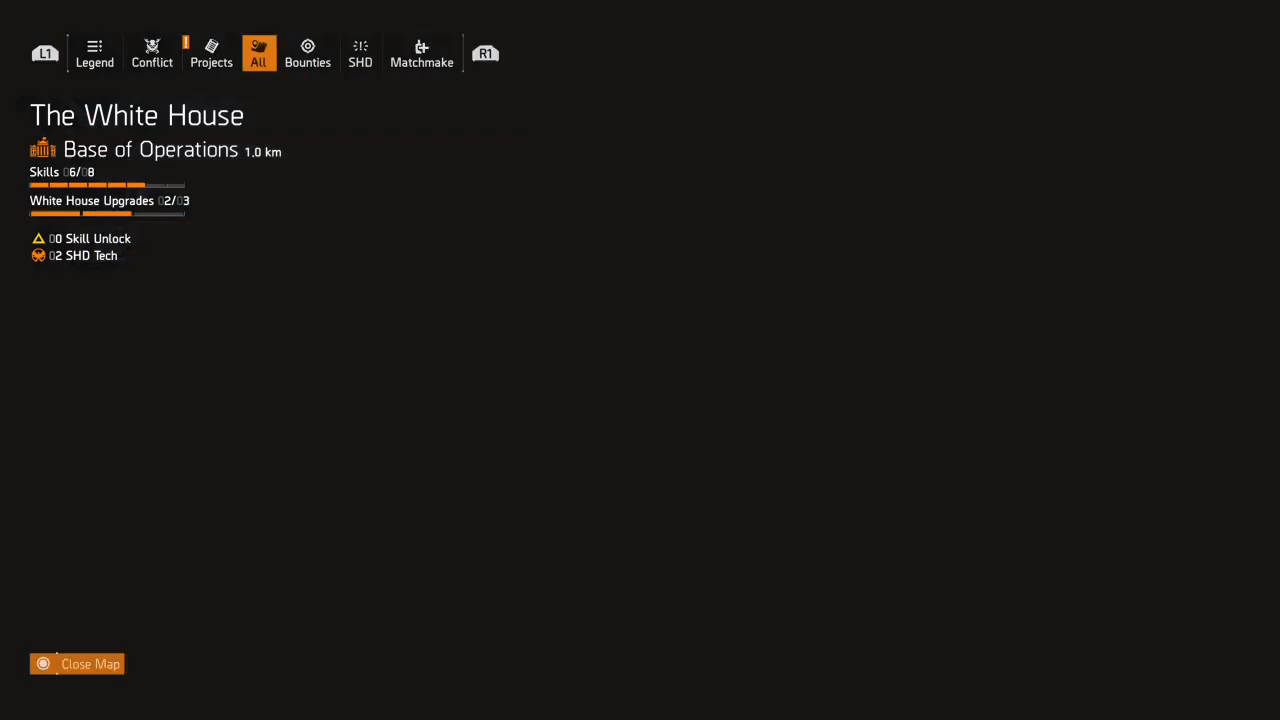 L1 Legend Conflict Projects All Bounties SHD Matchmake R1
The White House
Base of Operations 1.0 km
Skills 06/08
White House Upgrades 02/03
00 Skill Unlock
02 SHD Tech
Close Map